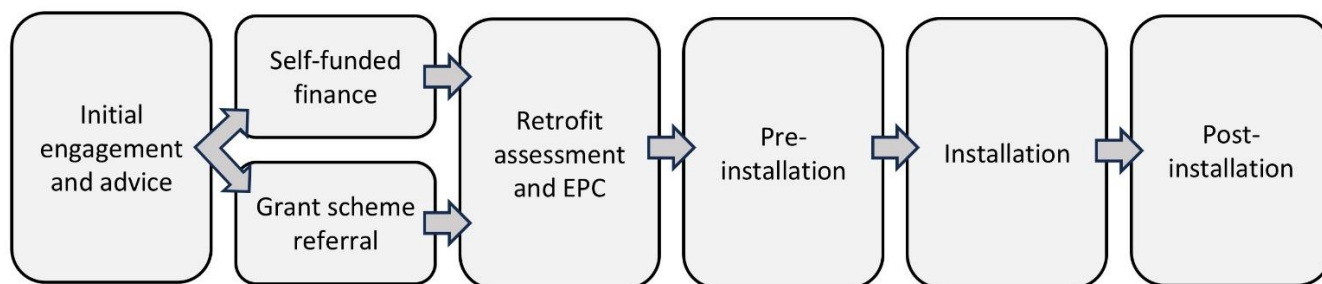 Initial
engagement
and advice
Self-funded
finance
Grant scheme
referral
Retrofit
assessment
and EPC
Pre-
installation
Installation
Post-
installation